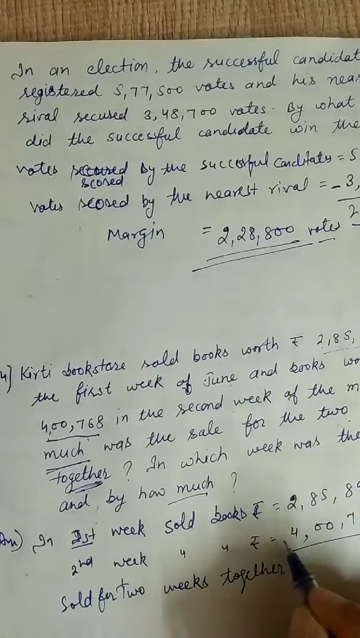 In an election, the successful candidat
registered 5,77,500 votes and his near
rival secured 3,48,700 votes. By what
did the successful candidate win the
votes scored by the successful canditate = 5
votes scored by the nearest rival = - 3,
Margin = 2,28,800 votes 2
4] Kirti bookstore sold books worth ₹ 2,85,
the first week of June and books wo
4,00,768 in the second week of the m
much was the sale for the two
together? In which week was the
and by how much?
An) In 1st week sold books ₹ = 2,85,8
2nd week " " ₹ = 4,00,7
sold for two weeks together